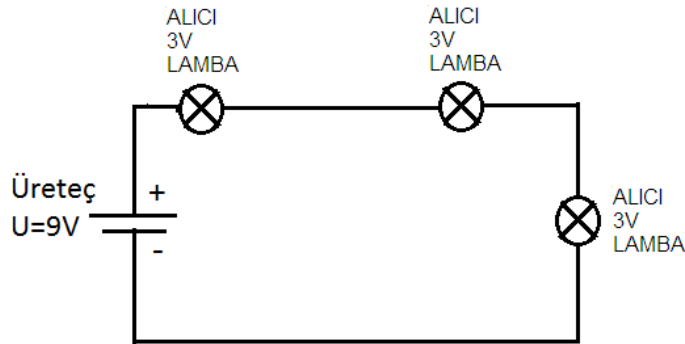 ALICI
3V
LAMBA
ALICI
3V
LAMBA
Üreteç
U=9V
+
-
ALICI
3V
LAMBA